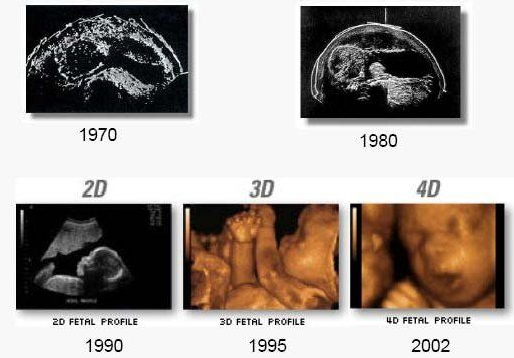 1970
1980
2D
3D
4D
2D FETAL PROFILE
3D FETAL PROFILE
4D FETAL PROFILE
1990
1995
2002